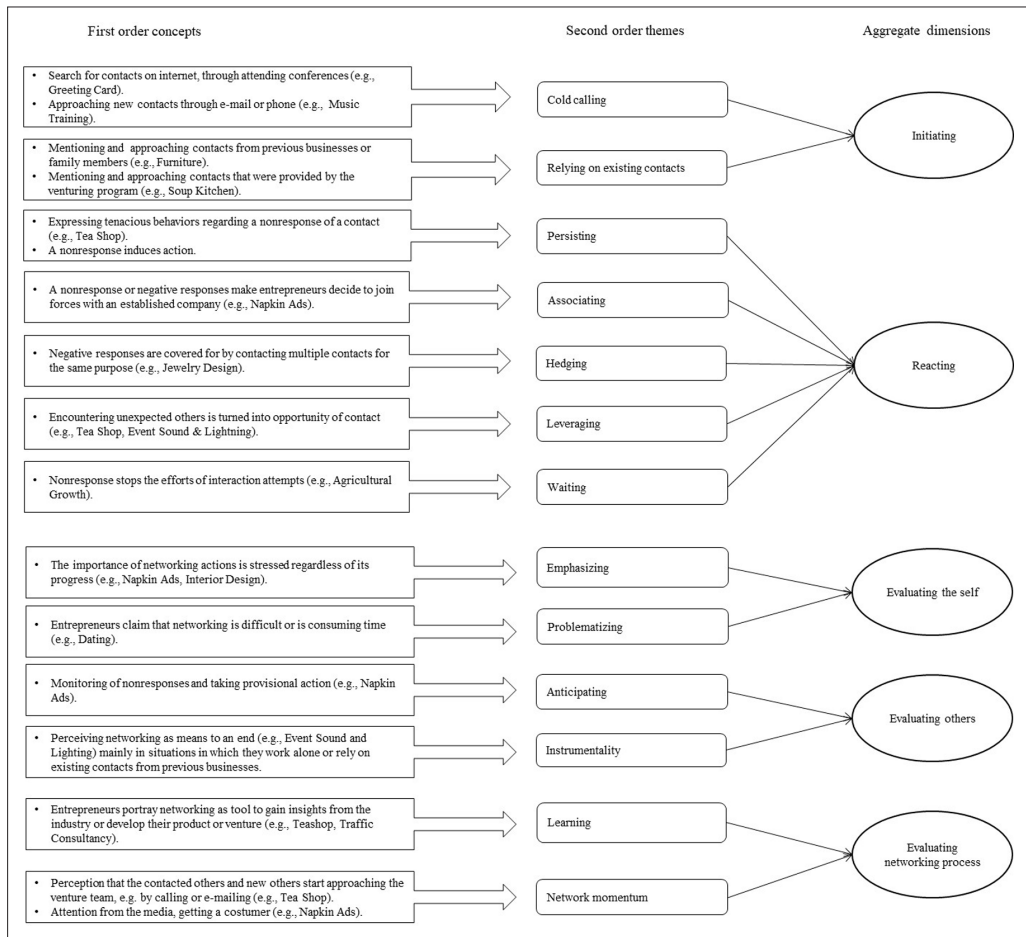 First order concepts
Second order themes
Aggregate dimensions
• Search for contacts on internet, through attending conferences (e.g.,
Greeting Card).
• Approaching new contacts through e-mail or phone (e.g., Music
Training).
Cold calling
Initiating
• Mentioning and approaching contacts from previous businesses or
family members (e.g., Furniture).
• Mentioning and approaching contacts that were provided by the
venturing program (e.g., Soup Kitchen).
Relying on existing contacts
• Expressing tenacious behaviors regarding a nonresponse of a contact
(e.g., Tea Shop).
• A nonresponse induces action.
Persisting
• A nonresponse or negative responses make entrepreneurs decide to join
forces with an established company (e.g., Napkin Ads).
Associating
• Negative responses are covered for by contacting multiple contacts for
the same purpose (e.g., Jewelry Design).
Hedging
Reacting
• Encountering unexpected others is turned into opportunity of contact
(e.g., Tea Shop, Event Sound & Lightning).
Leveraging
• Nonresponse stops the efforts of interaction attempts (e.g., Agricultural
Growth).
Waiting
• The importance of networking actions is stressed regardless of its
progress (e.g., Napkin Ads, Interior Design).
Emphasizing
Evaluating the self
• Entrepreneurs claim that networking is difficult or is consuming time
(e.g., Dating).
Problematizing
• Monitoring of nonresponses and taking provisional action (e.g., Napkin
Ads).
Anticipating
Evaluating others
• Perceiving networking as means to an end (e.g., Event Sound and
Lighting) mainly in situations in which they work alone or rely on
existing contacts from previous businesses.
Instrumentality
• Entrepreneurs portray networking as tool to gain insights from the
industry or develop their product or venture (e.g., Teashop, Traffic
Consultancy).
Learning
Evaluating
networking process
• Perception that the contacted others and new others start approaching the
venture team, e.g. by calling or e-mailing (e.g., Tea Shop).
• Attention from the media, getting a costumer (e.g., Napkin Ads).
Network momentum